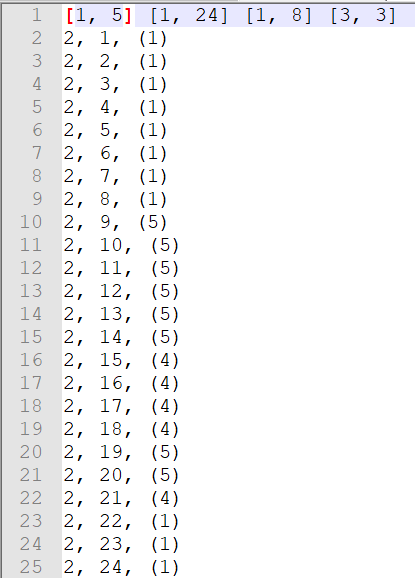 1 [1, 5] [1, 24] [1, 8] [3, 3]
2 2, 1, (1)
3 2, 2, (1)
4 2, 3, (1)
5 2, 4, (1)
6 2, 5, (1)
7 2, 6, (1)
8 2, 7, (1)
9 2, 8, (1)
10 2, 9, (5)
11 2, 10, (5)
12 2, 11, (5)
13 2, 12, (5)
14 2, 13, (5)
15 2, 14, (5)
16 2, 15, (4)
17 2, 16, (4)
18 2, 17, (4)
19 2, 18, (4)
20 2, 19, (5)
21 2, 20, (5)
22 2, 21, (4)
23 2, 22, (1)
24 2, 23, (1)
25 2, 24, (1)